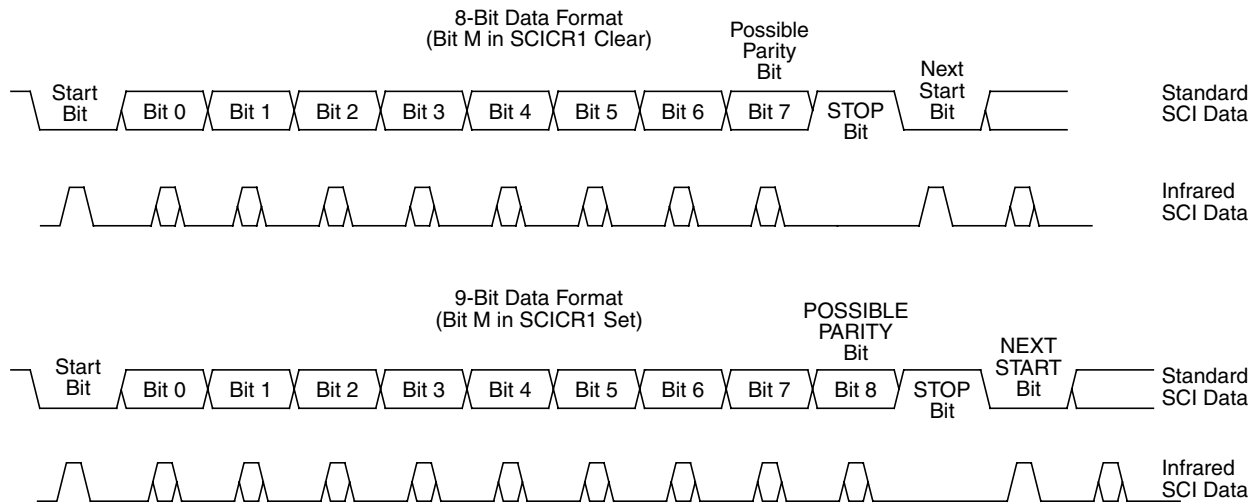 8-Bit Data Format
(Bit M in SCICR1 Clear)
Possible
Parity
Bit
Start
Bit
Bit 0
Bit 1
Bit 2
Bit 3
Bit 4
Bit 5
Bit 6
Bit 7
STOP
Bit
Next
Start
Bit
Standard
SCI Data
Infrared
SCI Data
9-Bit Data Format
(Bit M in SCICR1 Set)
POSSIBLE
PARITY
Bit
Start
Bit
Bit 0
Bit 1
Bit 2
Bit 3
Bit 4
Bit 5
Bit 6
Bit 7
Bit 8
STOP
Bit
NEXT
START
Bit
Standard
SCI Data
Infrared
SCI Data